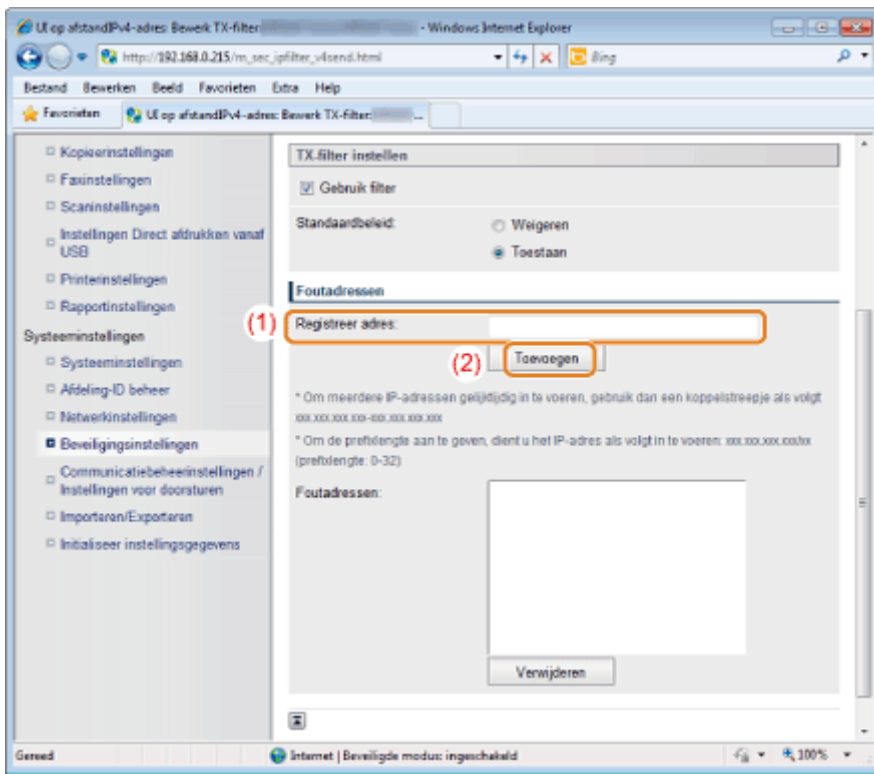 UI op afstandIPv4-adres: Bewerk TX-filter: - Windows Internet Explorer
http://192.168.0.215/m_sec_ipfilter_v4send.html
Bing
Bestand Bewerken Beeld Favorieten Extra Help
Favorieten
UI op afstandIPv4-adres: Bewerk TX-filter: ...
Kopieerinstellingen
Faxinstellingen
Scaninstellingen
Instellingen Direct afdrukken vanaf
USB
Printerinstellingen
Rapportinstellingen
Systeeminstellingen
Systeeminstellingen
Afdeling-ID beheer
Netwerkinstellingen
Beveiligingsinstellingen
Communicatiebeheerinstellingen /
Instellingen voor doorsturen
Importeren/Exporteren
Initialiseer instellingsgegevens
TX-filter instellen
Gebruik filter
Standaardbeleid:
Weigeren
Toestaan
Foutadressen
(1)
Registreer adres:
(2)
Toevoegen
* Om meerdere IP-adressen gelijktijdig in te voeren, gebruik dan een koppelstreepje als volgt
xxx.xxx.xxx.xxx-xxx.xxx.xxx.xxx
* Om de prefixlengte aan te geven, dient u het IP-adres als volgt in te voeren: xxx.xxx.xxx.xxx/xx
(prefixlengte: 0-32)
Foutadressen:
Verwijderen
Gereed
Internet | Beveiligde modus: ingeschakeld
100%